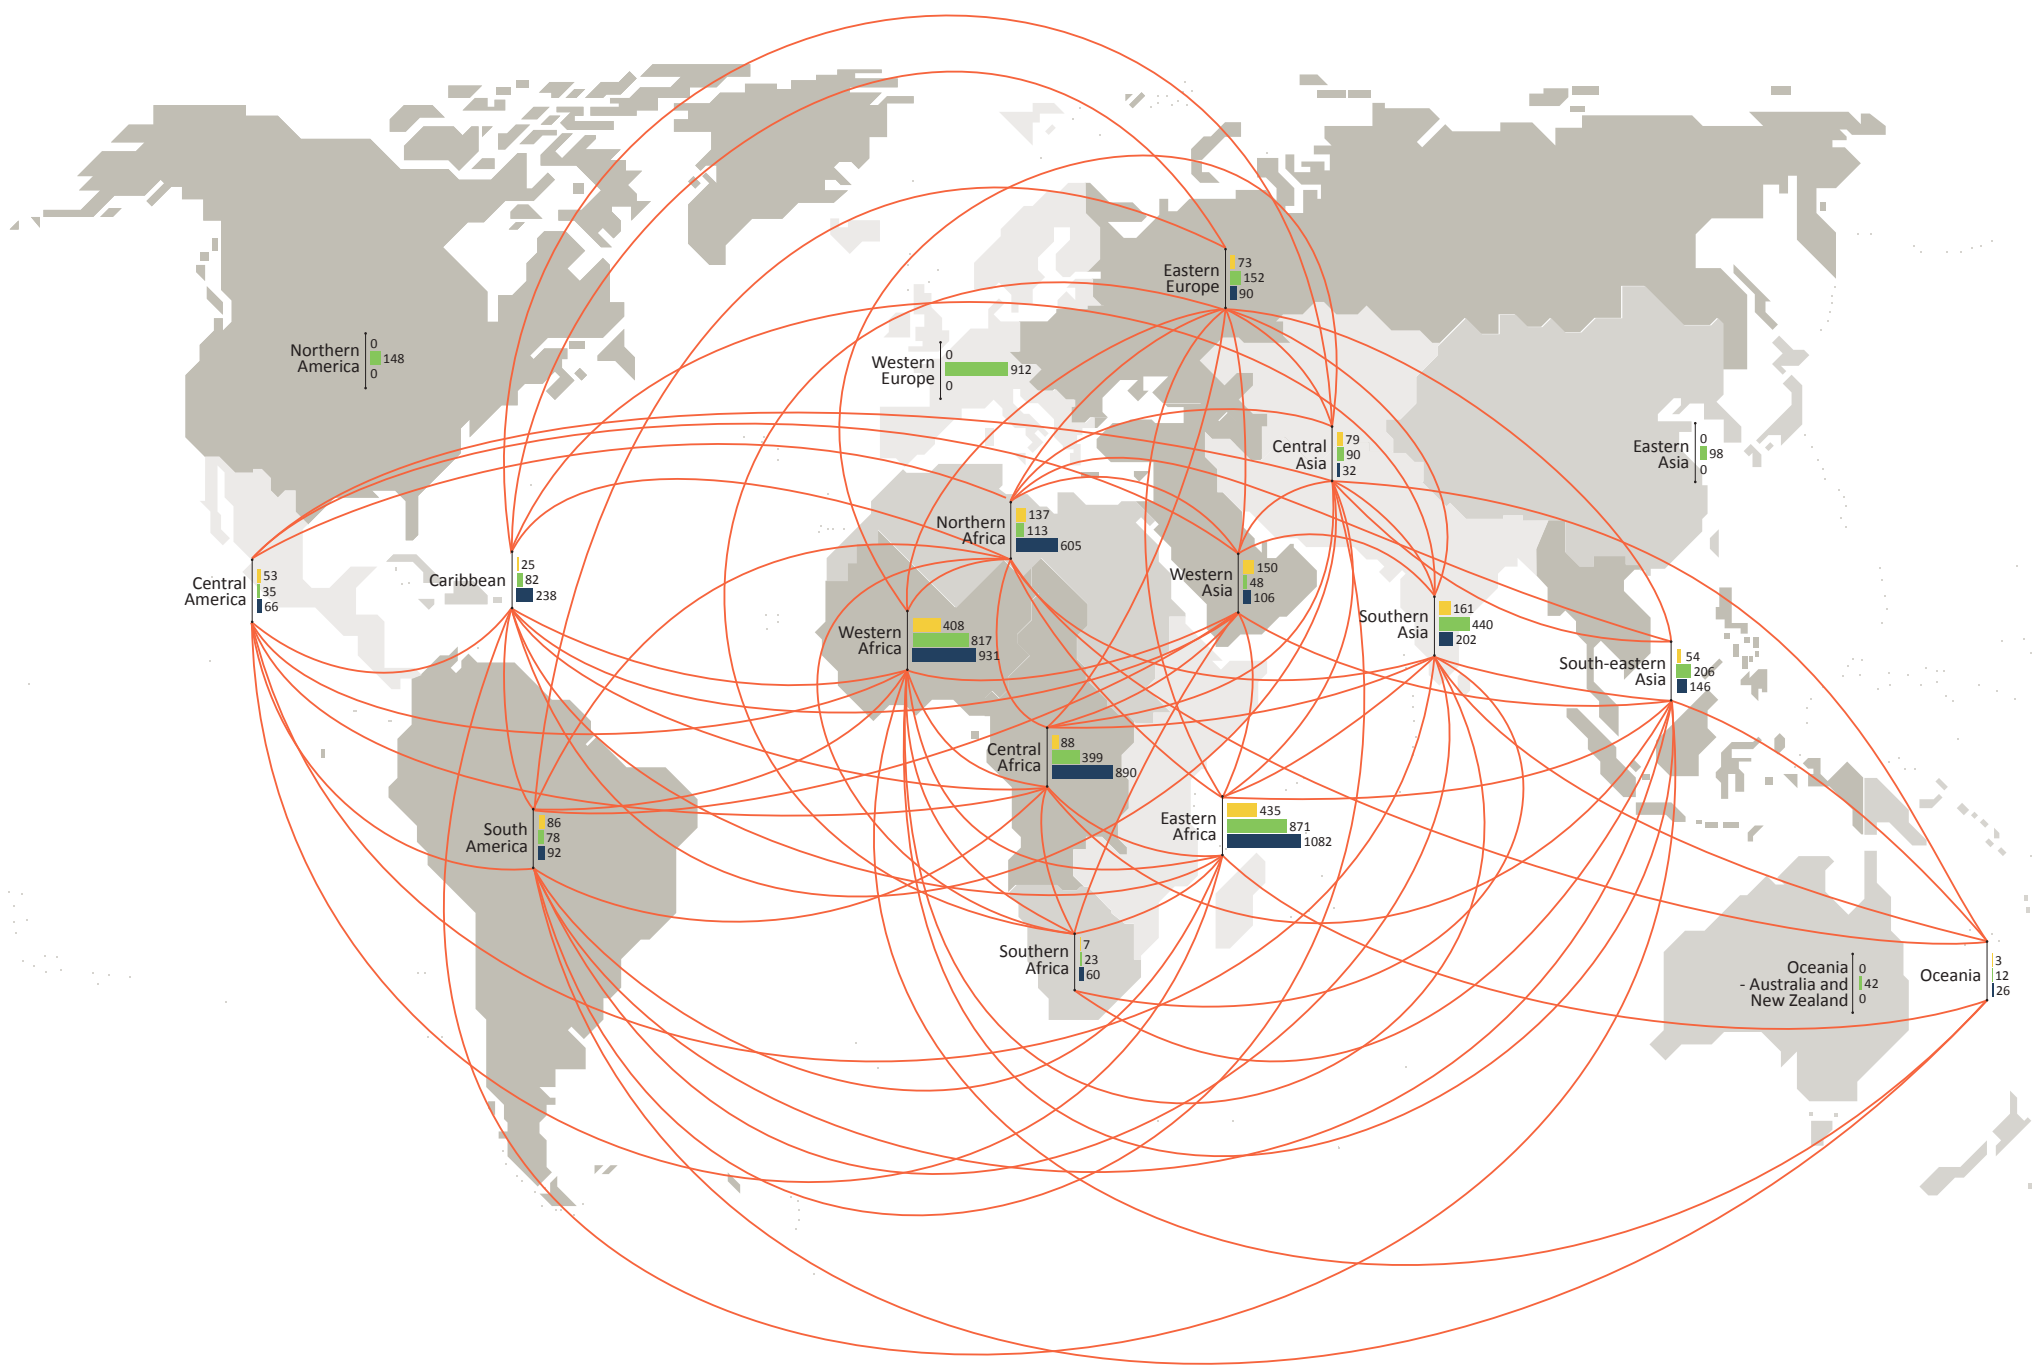 Eastern
Europe
73
152
90
Northern
America
0
148
0
Western
Europe
0
912
0
Central
Asia
79
90
32
Eastern
Asia
0
98
0
Northern
Africa
137
113
605
Central
America
53
35
66
Caribbean
25
82
238
Western
Asia
150
48
106
Western
Africa
408
817
931
Southern
Asia
161
440
202
South-eastern
Asia
54
206
146
Central
Africa
88
399
890
South
America
86
78
92
Eastern
Africa
435
871
1082
Southern
Africa
7
23
60
Oceania
- Australia and
New Zealand
0
42
0
Oceania
3
12
26